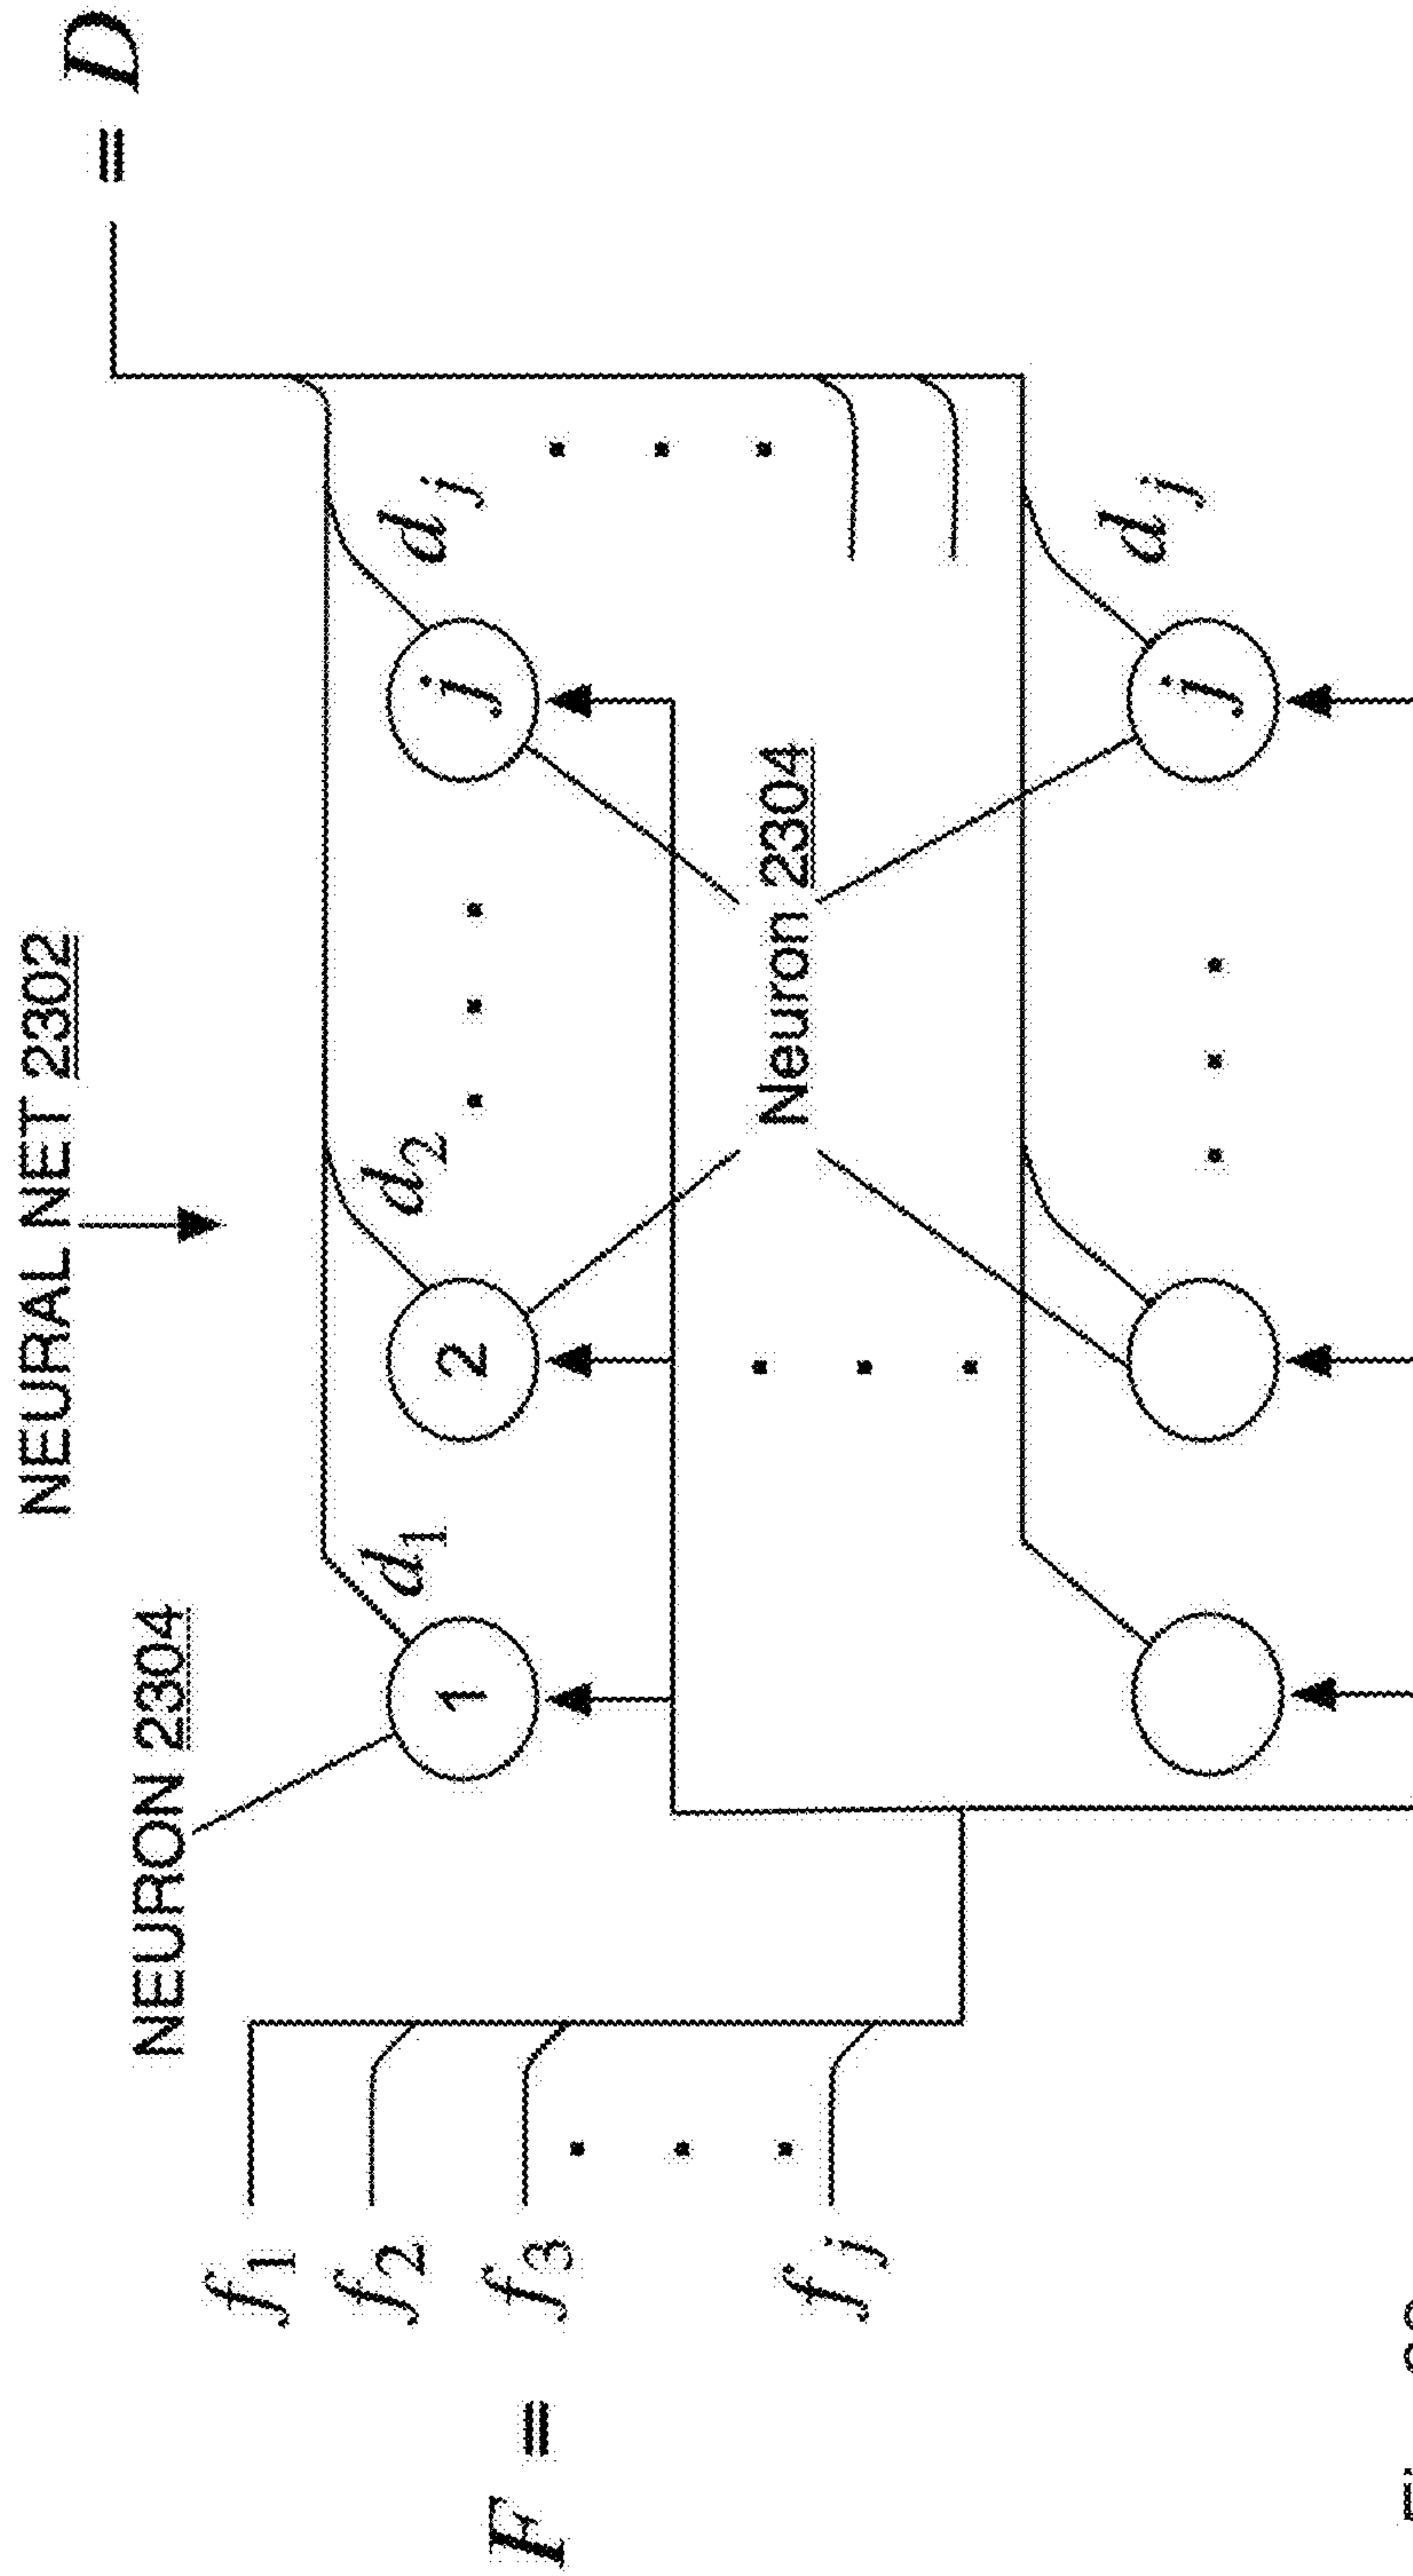 NEURAL NET 2302
= D
NEURON 2304
d1
d2
dj
f1
1
2
j
f2
F =
f3
Neuron 2304
fj
dj
j